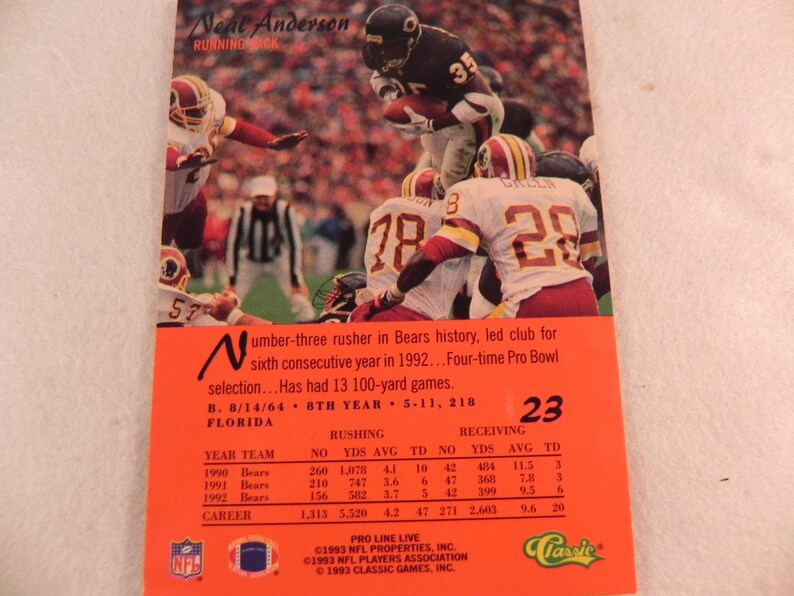 Neal Anderson
RUNNING BACK
35
GREEN
28
78
57
Number-three rusher in Bears history, led club for
sixth consecutive year in 1992...Four-time Pro Bowl
selection...Has had 13 100-yard games.
B. 8/14/64 • 8TH YEAR • 5-11, 218
FLORIDA
23
RUSHING RECEIVING
YEAR TEAM NO YDS AVG TD NO YDS AVG TD
1990 Bears 260 1,078 4.1 10 42 484 11.5 3
1991 Bears 210 747 3.6 6 47 368 7.8 3
1992 Bears 156 582 3.7 5 42 399 9.5 6
CAREER 1,313 5,520 4.2 47 271 2,603 9.6 20
PRO LINE LIVE
©1993 NFL PROPERTIES, INC.
©1993 NFL PLAYERS ASSOCIATION
© 1993 CLASSIC GAMES, INC.
NFL
Classic